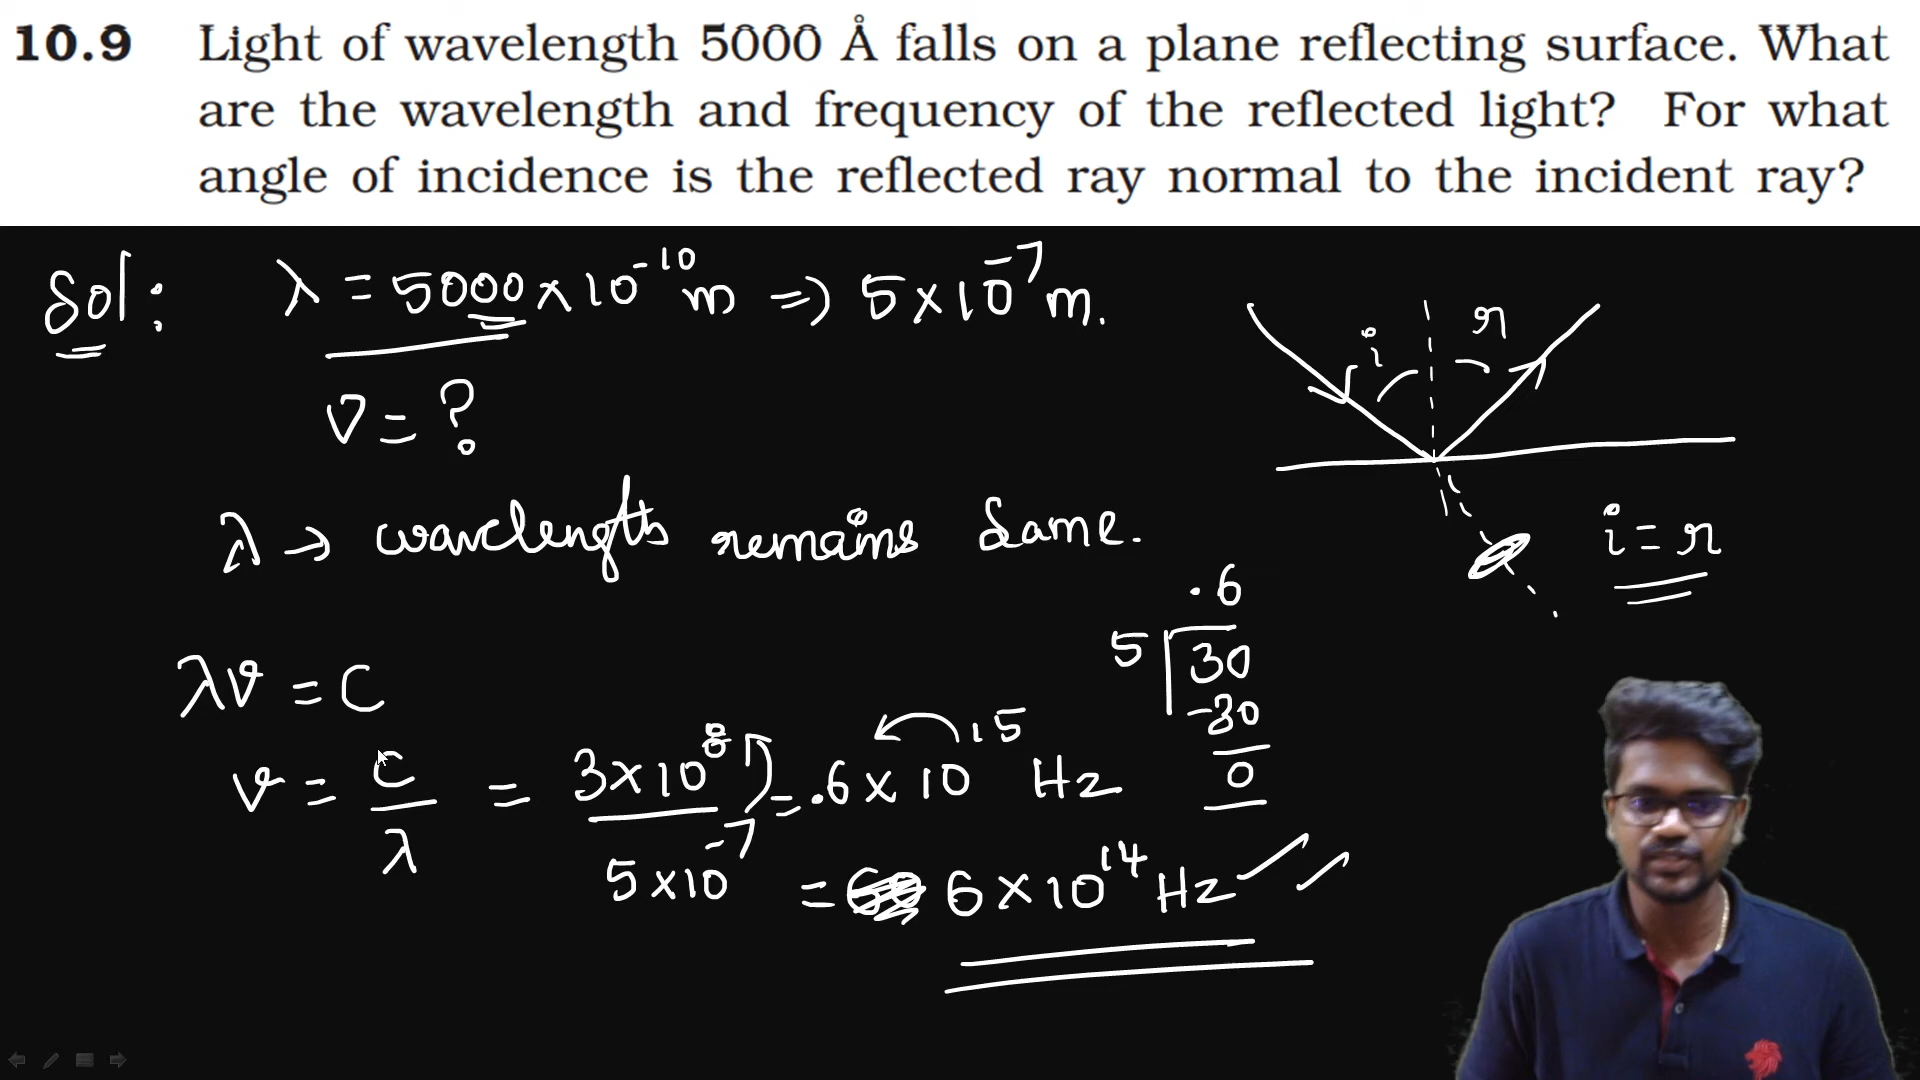 10.9 Light of wavelength 5000 Å falls on a plane reflecting surface. What
are the wavelength and frequency of the reflected light? For what
angle of incidence is the reflected ray normal to the incident ray?
Sol: λ = 5000 × 10⁻¹⁰ m => 5 × 10⁻⁷ m.
ν = ?
i r
λ → wavelength remains same.
i = r
.6
5 30
-30
0
λν = C
ν = C/λ = 3×10⁸/5×10⁻⁷ = .6 × 10¹⁵ Hz
= 6 × 10¹⁴ Hz